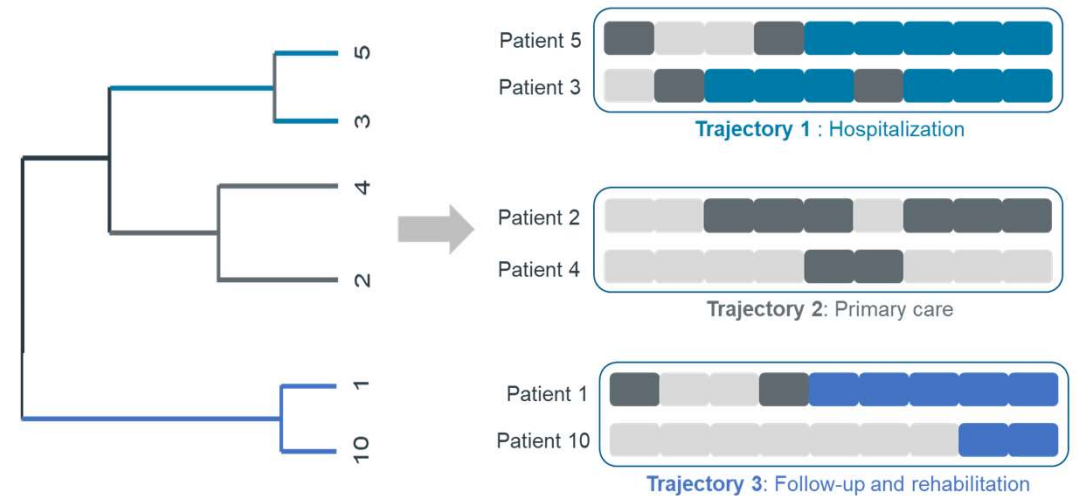 5
3
4
2
1
10
Patient 5
Patient 3
Trajectory 1 : Hospitalization
Patient 2
Patient 4
Trajectory 2: Primary care
Patient 1
Patient 10
Trajectory 3: Follow-up and rehabilitation